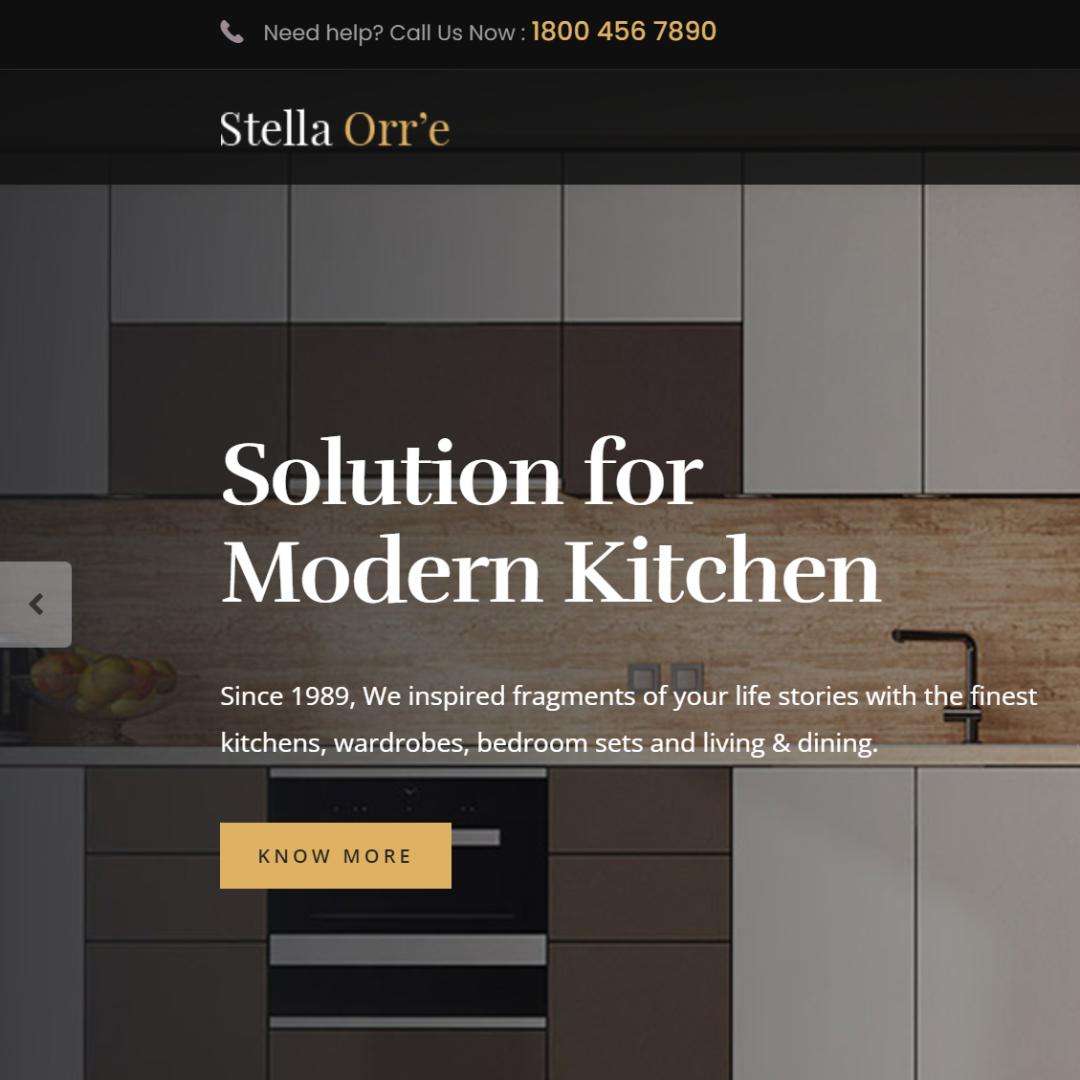 Need help? Call Us Now : 1800 456 7890
Stella Orr’e
Solution for
Modern Kitchen
Since 1989, We inspired fragments of your life stories with the finest
kitchens, wardrobes, bedroom sets and living & dining.
KNOW MORE